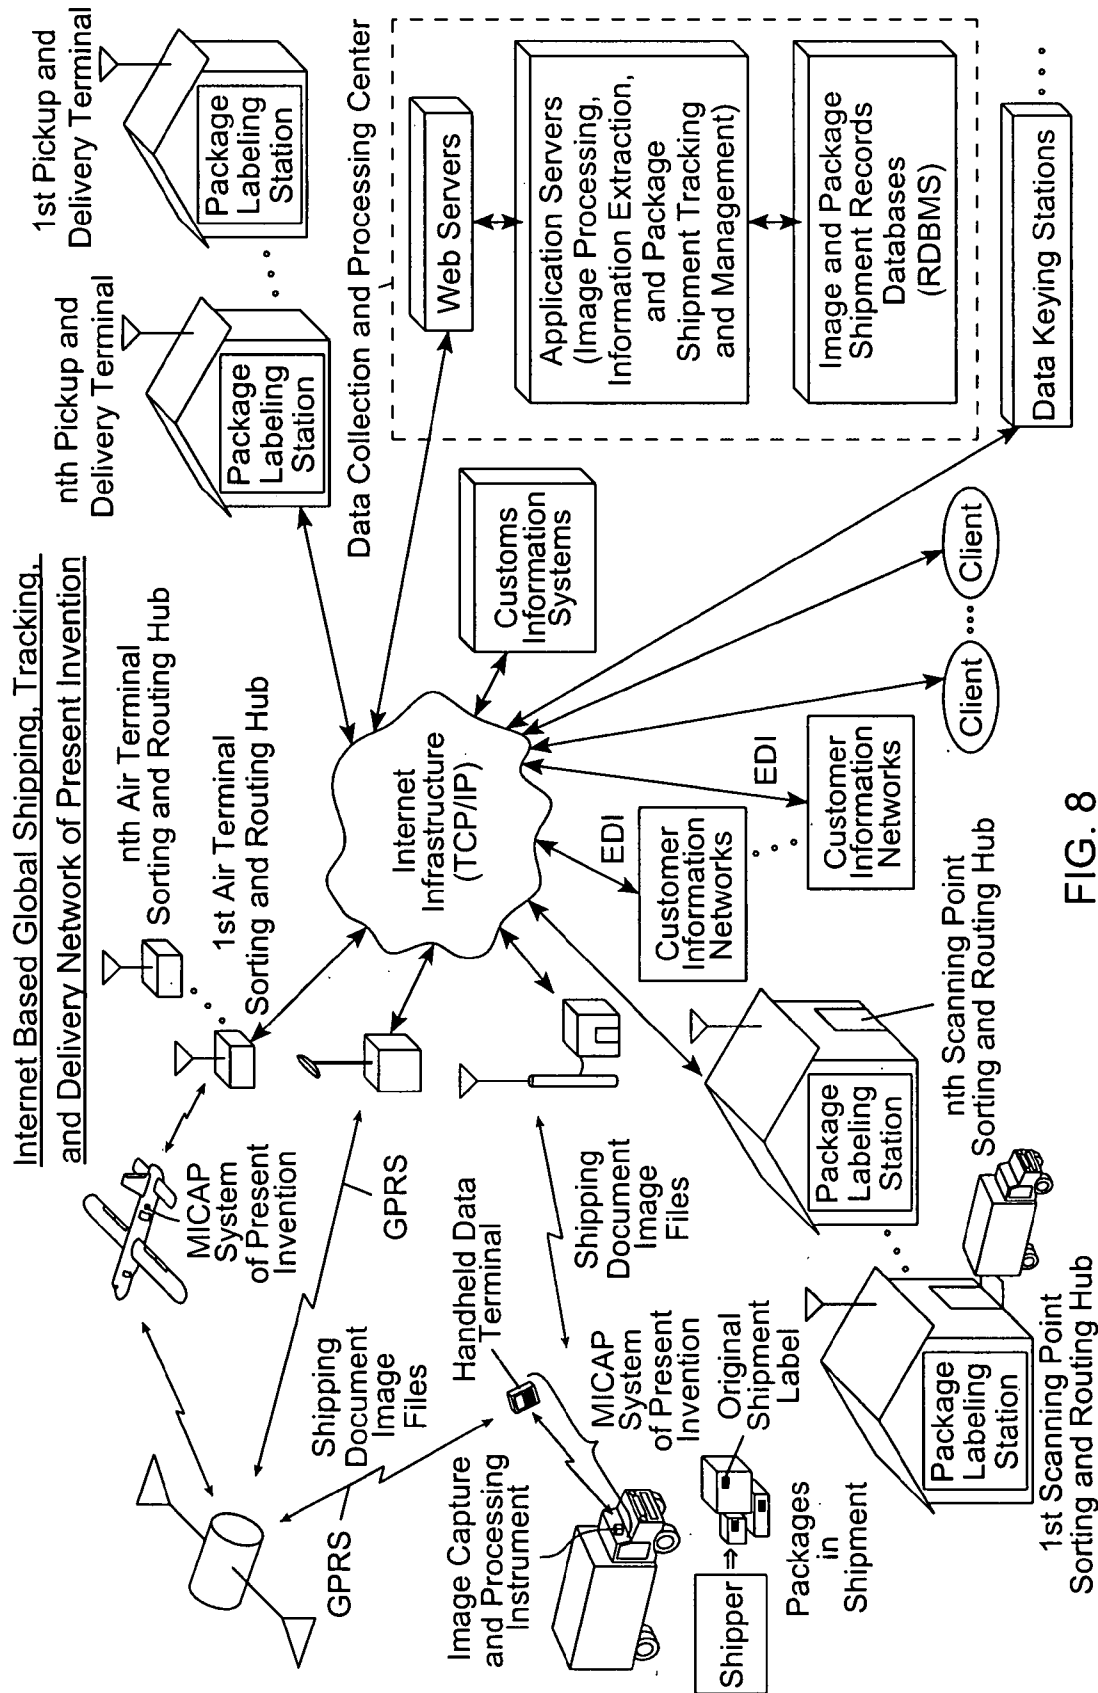 Internet Based Global Shipping, Tracking,
and Delivery Network of Present Invention
1st Pickup and
Delivery Terminal
Package
Labeling
Station
nth Pickup and
Delivery Terminal
Package
Labeling
Station
nth Air Terminal
Sorting and Routing Hub
1st Air Terminal
Sorting and Routing Hub
MICAP
System
of Present
Invention
GPRS
Shipping
Document
Image
Files
GPRS
Handheld Data
Terminal
Image Capture
and Processing
Instrument
MICAP
System
of Present
Invention
Shipping
Document
Image
Files
Original
Shipment
Label
Shipper
Packages
in
Shipment
Internet
Infrastructure
(TCP/IP)
Data Collection and Processing Center
Web Servers
Application Servers
(Image Processing,
Information Extraction,
and Package
Shipment Tracking
and Management)
Image and Package
Shipment Records
Databases
(RDBMS)
Customs
Information
Systems
Data Keying Stations
Client
Client
EDI
EDI
Customer
Information
Networks
Customer
Information
Networks
Package
Labeling
Station
nth Scanning Point
Sorting and Routing Hub
Package
Labeling
Station
1st Scanning Point
Sorting and Routing Hub
FIG. 8